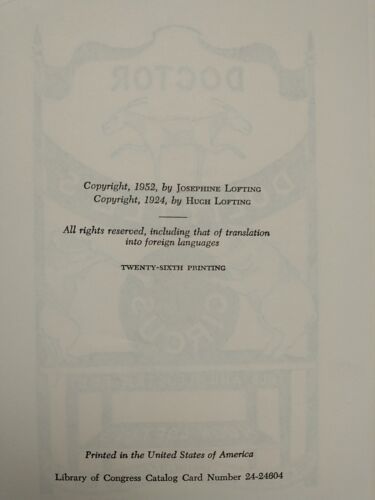 Copyright, 1952, by Josephine Lofting
Copyright, 1924, by Hugh Lofting
All rights reserved, including that of translation
into foreign languages
TWENTY-SIXTH PRINTING
Printed in the United States of America
Library of Congress Catalog Card Number 24-24604
DOCTOR
CIRCUS